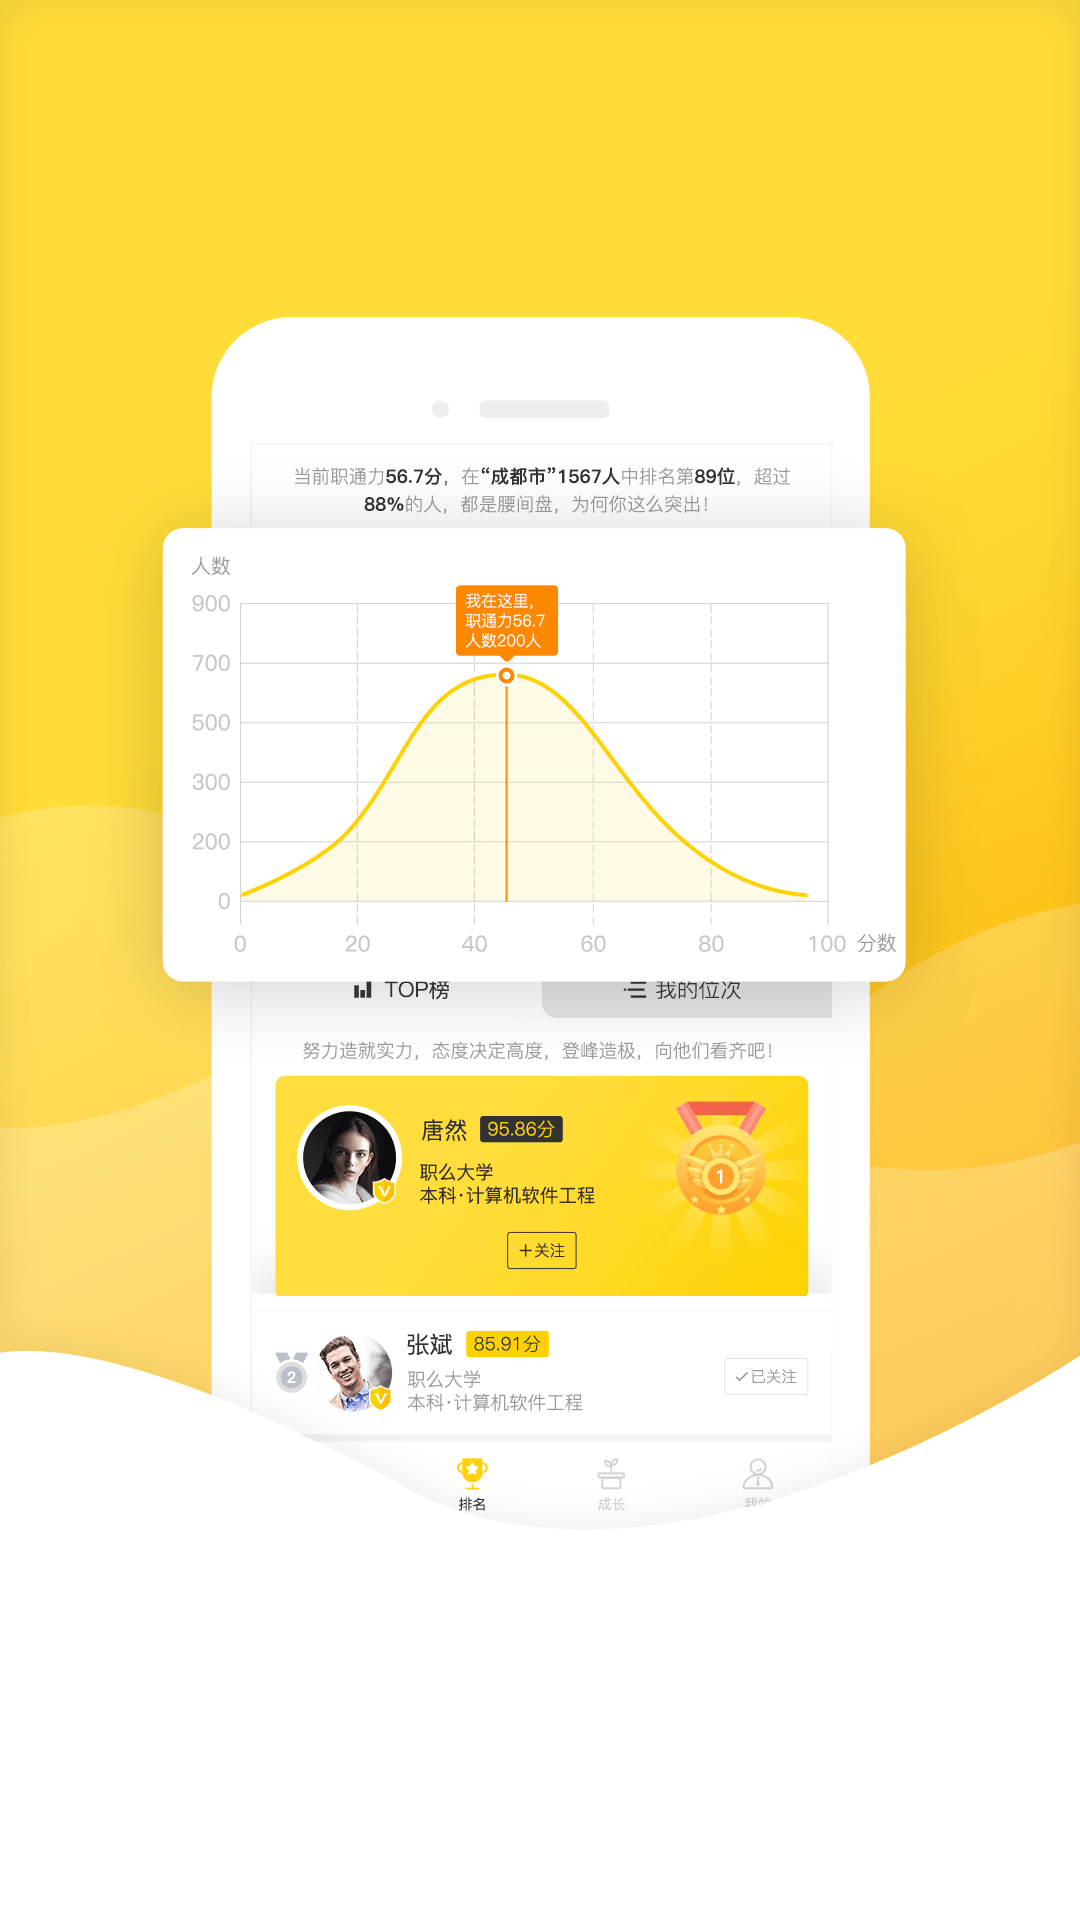 当前职通力56.7分，在“成都市”1567人中排名第89位，超过
88%的人，都是腰间盘，为何你这么突出！
人数
900
700
500
300
200
0
我在这里，
职通力56.7
人数200人
0 20 40 60 80 100 分数
TOP榜 我的位次
努力造就实力，态度决定高度，登峰造极，向他们看齐吧！
唐然 95.86分
职么大学
本科·计算机软件工程
1
＋关注
张斌 85.91分
2
职么大学
本科·计算机软件工程
已关注
排名 成长 我的